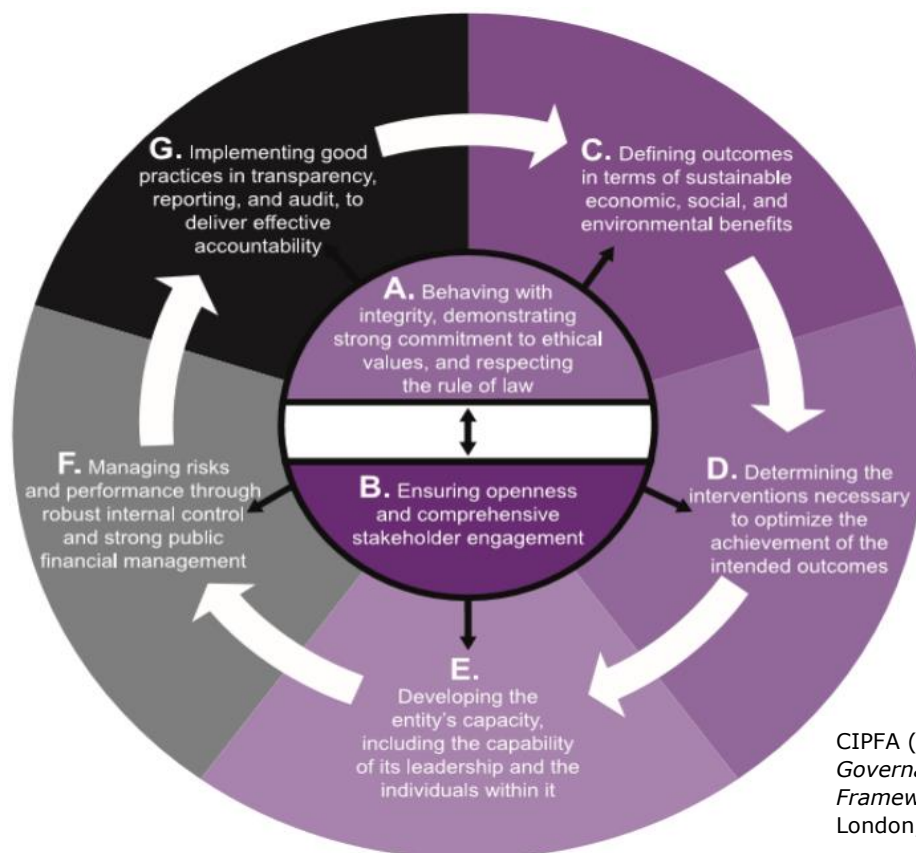 G. Implementing good
practices in transparency,
reporting, and audit, to
deliver effective
accountability
C. Defining outcomes
in terms of sustainable
economic, social, and
environmental benefits
A. Behaving with
integrity, demonstrating
strong commitment to ethical
values, and respecting
the rule of law
F. Managing risks
and performance through
robust internal control
and strong public
financial management
B. Ensuring openness
and comprehensive
stakeholder engagement
D. Determining the
interventions necessary
to optimize the
achievement of the
intended outcomes
E.
Developing the
entity's capacity,
including the capability
of its leadership and the
individuals within it
CIPFA (
Governa
Framew
London